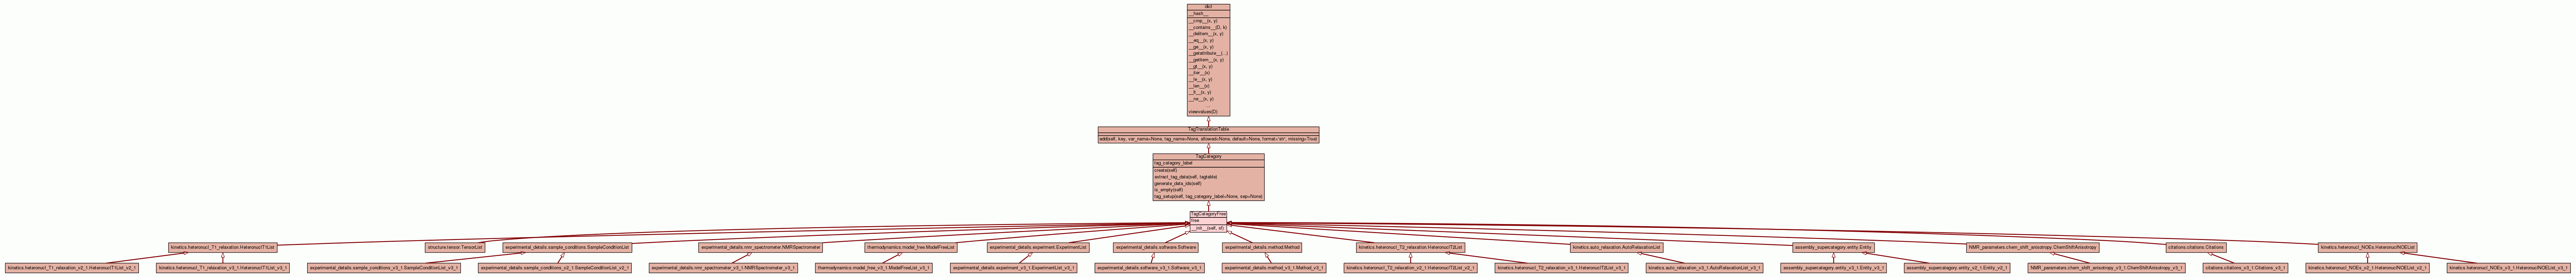 dict
__hash__
__cmp__(x, y)
__contains__(D, k)
__delitem__(x, y)
__eq__(x, y)
__ge__(x, y)
__getattribute__(...)
__getitem__(x, y)
__gt__(x, y)
__iter__(x)
__le__(x, y)
__len__(x)
__lt__(x, y)
__ne__(x, y)
...
viewvalues(D)
TagTranslationTable
add(self, key, var_name=None, tag_name=None, allowed=None, default=None, format='str', missing=True)
TagCategory
tag_category_label
create(self)
extract_tag_data(self, tagtable)
generate_data_ids(self)
is_empty(self)
tag_setup(self, tag_category_label=None, sep=None)
TagCategoryFree
free
__init__(self, sf)
kinetics.heteronucl_T1_relaxation.HeteronuclT1List
structure.tensor.TensorList
experimental_details.sample_conditions.SampleConditionList
experimental_details.nmr_spectrometer.NMRSpectrometer
thermodynamics.model_free.ModelFreeList
experimental_details.experiment.ExperimentList
experimental_details.software.Software
experimental_details.method.Method
kinetics.heteronucl_T2_relaxation.HeteronuclT2List
kinetics.auto_relaxation.AutoRelaxationList
assembly_supercategory.entity.Entity
NMR_parameters.chem_shift_anisotropy.ChemShiftAnisotropy
citations.citations.Citations
kinetics.heteronucl_NOEs.HeteronuclNOEList
kinetics.heteronucl_T1_relaxation_v2_1.HeteronuclT1List_v2_1
kinetics.heteronucl_T1_relaxation_v3_1.HeteronuclT1List_v3_1
experimental_details.sample_conditions_v3_1.SampleConditionList_v3_1
experimental_details.sample_conditions_v2_1.SampleConditionList_v2_1
experimental_details.nmr_spectrometer_v3_1.NMRSpectrometer_v3_1
thermodynamics.model_free_v3_1.ModelFreeList_v3_1
experimental_details.experiment_v3_1.ExperimentList_v3_1
experimental_details.software_v3_1.Software_v3_1
experimental_details.method_v3_1.Method_v3_1
kinetics.heteronucl_T2_relaxation_v2_1.HeteronuclT2List_v2_1
kinetics.heteronucl_T2_relaxation_v3_1.HeteronuclT2List_v3_1
kinetics.auto_relaxation_v3_1.AutoRelaxationList_v3_1
assembly_supercategory.entity_v3_1.Entity_v3_1
assembly_supercategory.entity_v2_1.Entity_v2_1
NMR_parameters.chem_shift_anisotropy_v3_1.ChemShiftAnisotropy_v3_1
citations.citations_v3_1.Citations_v3_1
kinetics.heteronucl_NOEs_v2_1.HeteronuclNOEList_v2_1
kinetics.heteronucl_NOEs_v3_1.HeteronuclNOEList_v3_1